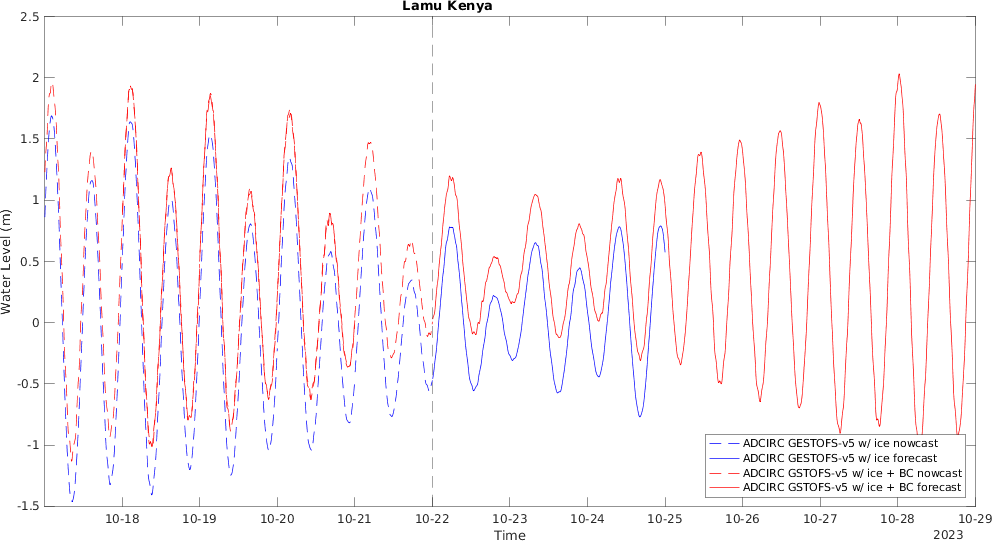 Lamu Kenya
2.5
2
1.5
1
0.5
0
-0.5
-1
-1.5
Water Level (m)
10-18 10-19 10-20 10-21 10-22 10-23 10-24 10-25 10-26 10-27 10-28 10-29
Time
2023
ADCIRC GESTOFS-v5 w/ ice nowcast
ADCIRC GESTOFS-v5 w/ ice forecast
ADCIRC GSTOFS-v5 w/ ice + BC nowcast
ADCIRC GSTOFS-v5 w/ ice + BC forecast